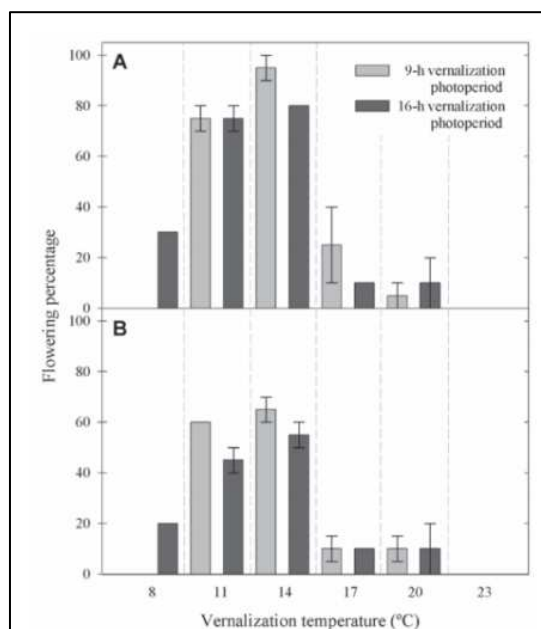 A
9-h vernalization
photoperiod
16-h vernalization
photoperiod
100
80
60
40
20
0
B
100
80
60
40
20
0
Flowering percentage
8 11 14 17 20 23
Vernalization temperature (ºC)